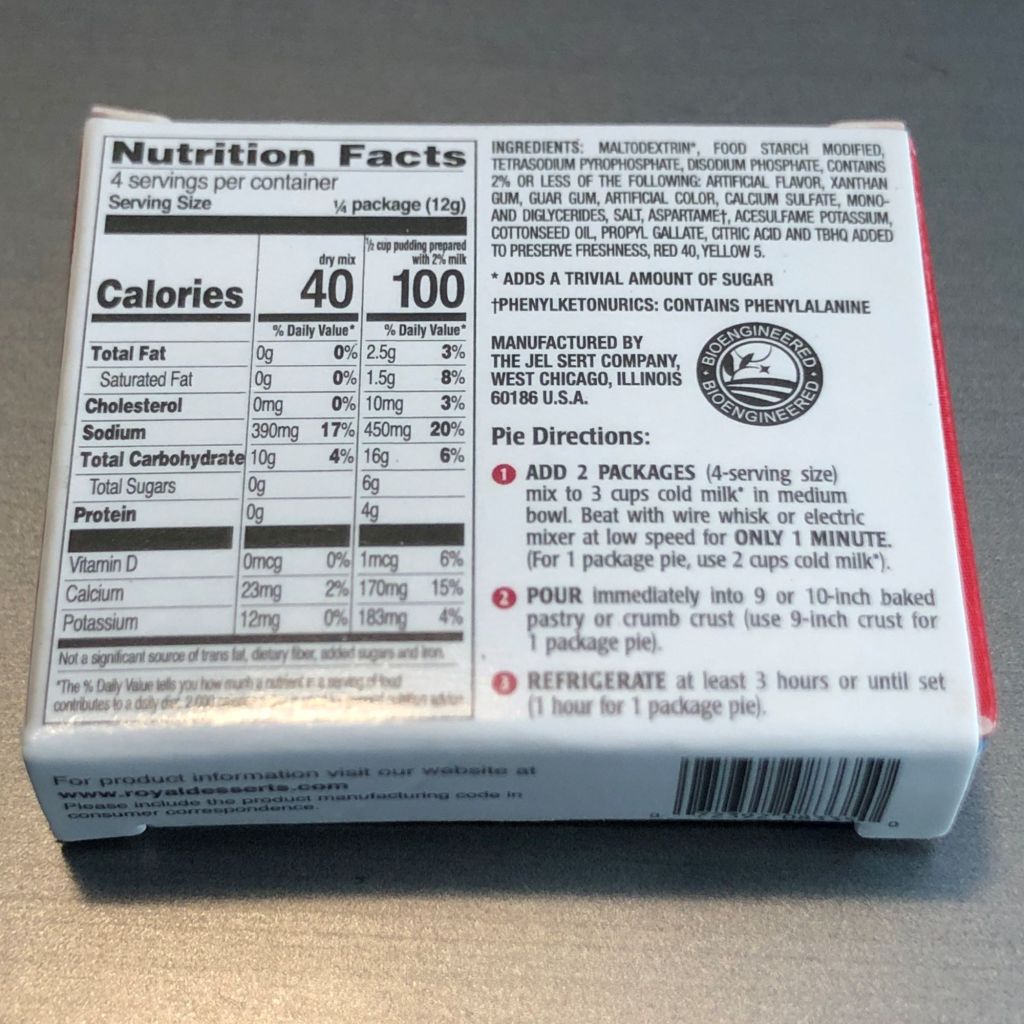 Nutrition Facts
4 servings per container
Serving Size ¼ package (12g)
dry mix
½ cup pudding prepared
with 2% milk
Calories 40 100
% Daily Value* % Daily Value*
Total Fat 0g 0% 2.5g 3%
Saturated Fat 0g 0% 1.5g 8%
Cholesterol 0mg 0% 10mg 3%
Sodium 390mg 17% 450mg 20%
Total Carbohydrate 10g 4% 16g 6%
Total Sugars 0g 6g
Protein 0g 4g
Vitamin D 0mcg 0% 1mcg 6%
Calcium 23mg 2% 170mg 15%
Potassium 12mg 0% 183mg 4%
Not a significant source of trans fat, dietary fiber, added sugars and iron.
*The % Daily Value tells you how much a nutrient in a serving of food
contributes to a daily diet. 2,000
INGREDIENTS: MALTODEXTRIN*, FOOD STARCH MODIFIED,
TETRASODIUM PYROPHOSPHATE, DISODIUM PHOSPHATE, CONTAINS
2% OR LESS OF THE FOLLOWING: ARTIFICIAL FLAVOR, XANTHAN
GUM, GUAR GUM, ARTIFICIAL COLOR, CALCIUM SULFATE, MONO-
AND DIGLYCERIDES, SALT, ASPARTAME†, ACESULFAME POTASSIUM,
COTTONSEED OIL, PROPYL GALLATE, CITRIC ACID AND TBHQ ADDED
TO PRESERVE FRESHNESS, RED 40, YELLOW 5.
* ADDS A TRIVIAL AMOUNT OF SUGAR
†PHENYLKETONURICS: CONTAINS PHENYLALANINE
MANUFACTURED BY
THE JEL SERT COMPANY,
WEST CHICAGO, ILLINOIS
60186 U.S.A.
BIOENGINEERED • BIOENGINEERED •
Pie Directions:
1 ADD 2 PACKAGES (4-serving size)
mix to 3 cups cold milk* in medium
bowl. Beat with wire whisk or electric
mixer at low speed for ONLY 1 MINUTE.
(For 1 package pie, use 2 cups cold milk*).
2 POUR immediately into 9 or 10-inch baked
pastry or crumb crust (use 9-inch crust for
1 package pie).
3 REFRIGERATE at least 3 hours or until set
(1 hour for 1 package pie).
For product information visit our website at
www.royaldesserts.com
Please include the product manufacturing code in
consumer correspondence.